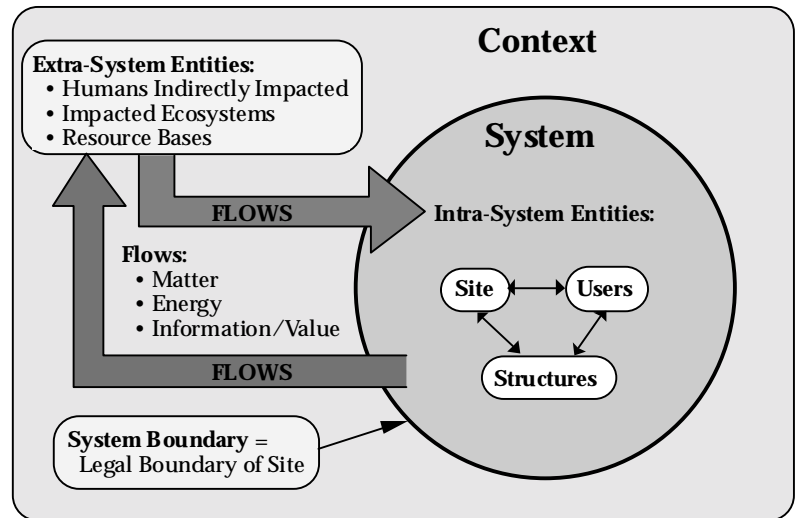 Context
Extra-System Entities:
• Humans Indirectly Impacted
• Impacted Ecosystems
• Resource Bases
System
FLOWS
Intra-System Entities:
Flows:
• Matter
• Energy
• Information/Value
Site
Users
Structures
FLOWS
System Boundary =
Legal Boundary of Site